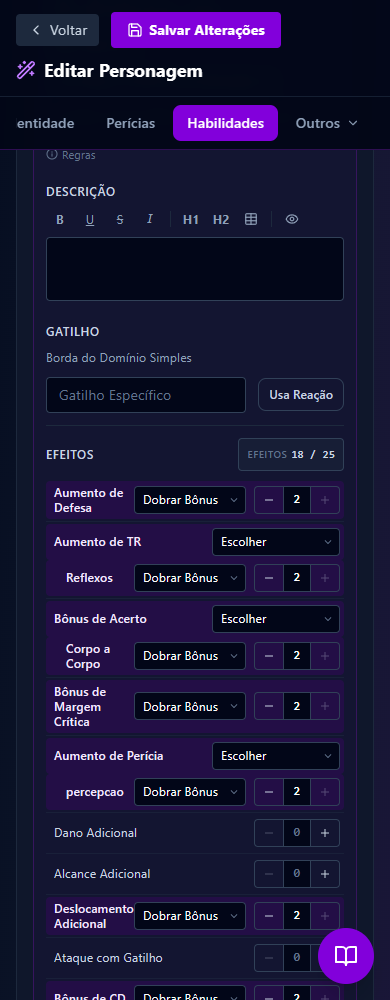 Voltar
Salvar Alterações
Editar Personagem
entidade Perícias Habilidades Outros
Regras
DESCRIÇÃO
B U S I H1 H2
GATILHO
Borda do Domínio Simples
Gatilho Específico
Usa Reação
EFEITOS
EFEITOS 18 / 25
Aumento de
Defesa
Dobrar Bônus
− 2 +
Aumento de TR
Escolher
Reflexos
Dobrar Bônus
− 2 +
Bônus de Acerto
Escolher
Corpo a
Corpo
Dobrar Bônus
− 2 +
Bônus de
Margem
Crítica
Dobrar Bônus
− 2 +
Aumento de Perícia
Escolher
percepcao
Dobrar Bônus
− 2 +
Dano Adicional
− 0 +
Alcance Adicional
− 0 +
Deslocamento
Adicional
Dobrar Bônus
− 2 +
Ataque com Gatilho
− 0
Bônus de CD
Dobrar Bônus
− 2